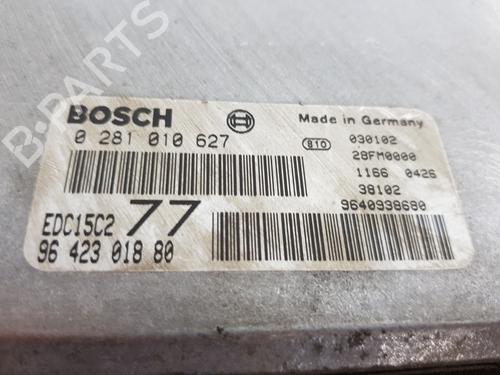 B-PARTS
BOSCH
Made in Germany
0 281 010 627
810
030102
28FM0000
1166 0426
38102
9640938680
EDC15C2
77
96 423 018 80